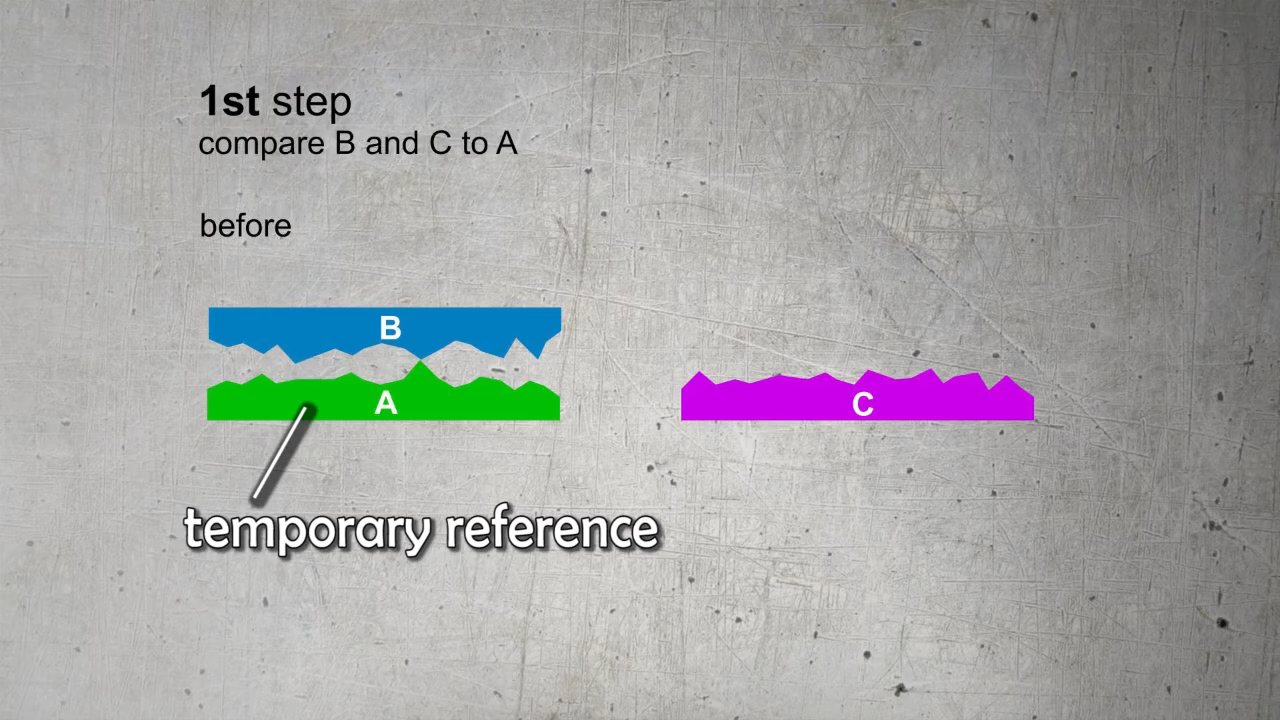 1st step
compare B and C to A
before
B
A
C
temporary reference